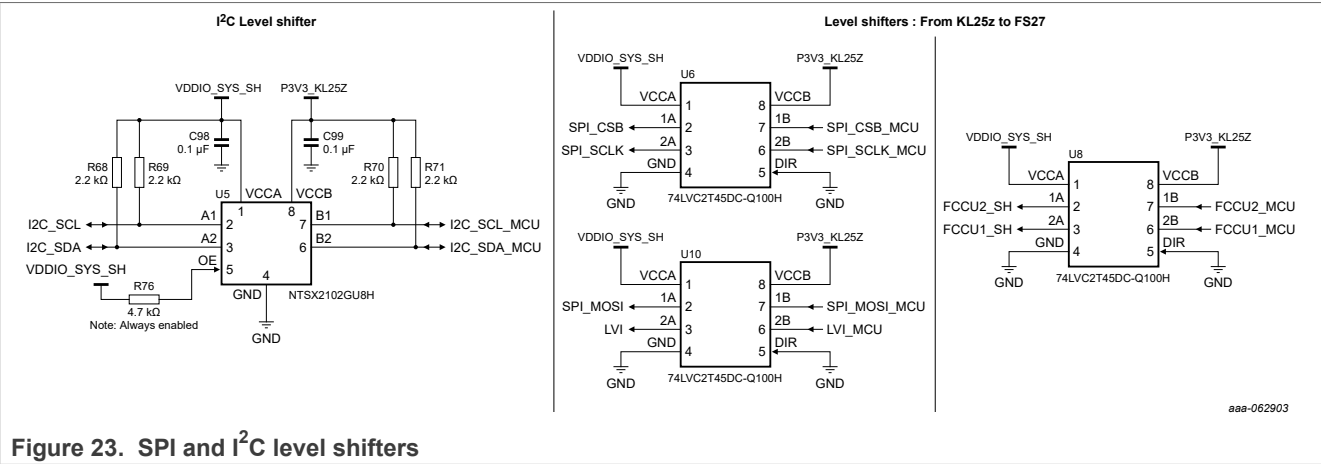 I2C Level shifter
VDDIO_SYS_SH
P3V3_KL25Z
C98
0.1 µF
C99
0.1 µF
R68
2.2 kΩ
R69
2.2 kΩ
R70
2.2 kΩ
R71
2.2 kΩ
U5
VCCA
VCCB
1
8
I2C_SCL
A1
2
7
B1
I2C_SCL_MCU
I2C_SDA
A2
3
6
B2
I2C_SDA_MCU
VDDIO_SYS_SH
OE
5
4
R76
4.7 kΩ
GND
NTSX2102GU8H
Note: Always enabled
GND
Level shifters : From KL25z to FS27
VDDIO_SYS_SH
P3V3_KL25Z
U6
VCCA
1
8
VCCB
SPI_CSB
1A
2
7
1B
SPI_CSB_MCU
SPI_SCLK
2A
3
6
2B
SPI_SCLK_MCU
GND
4
5
DIR
74LVC2T45DC-Q100H
GND
GND
VDDIO_SYS_SH
P3V3_KL25Z
U10
VCCA
1
8
VCCB
SPI_MOSI
1A
2
7
1B
SPI_MOSI_MCU
LVI
2A
3
6
2B
LVI_MCU
GND
4
5
DIR
74LVC2T45DC-Q100H
GND
GND
VDDIO_SYS_SH
P3V3_KL25Z
U8
VCCA
1
8
VCCB
FCCU2_SH
1A
2
7
1B
FCCU2_MCU
FCCU1_SH
2A
3
6
2B
FCCU1_MCU
GND
4
5
DIR
74LVC2T45DC-Q100H
GND
GND
aaa-062903
Figure 23. SPI and I2C level shifters